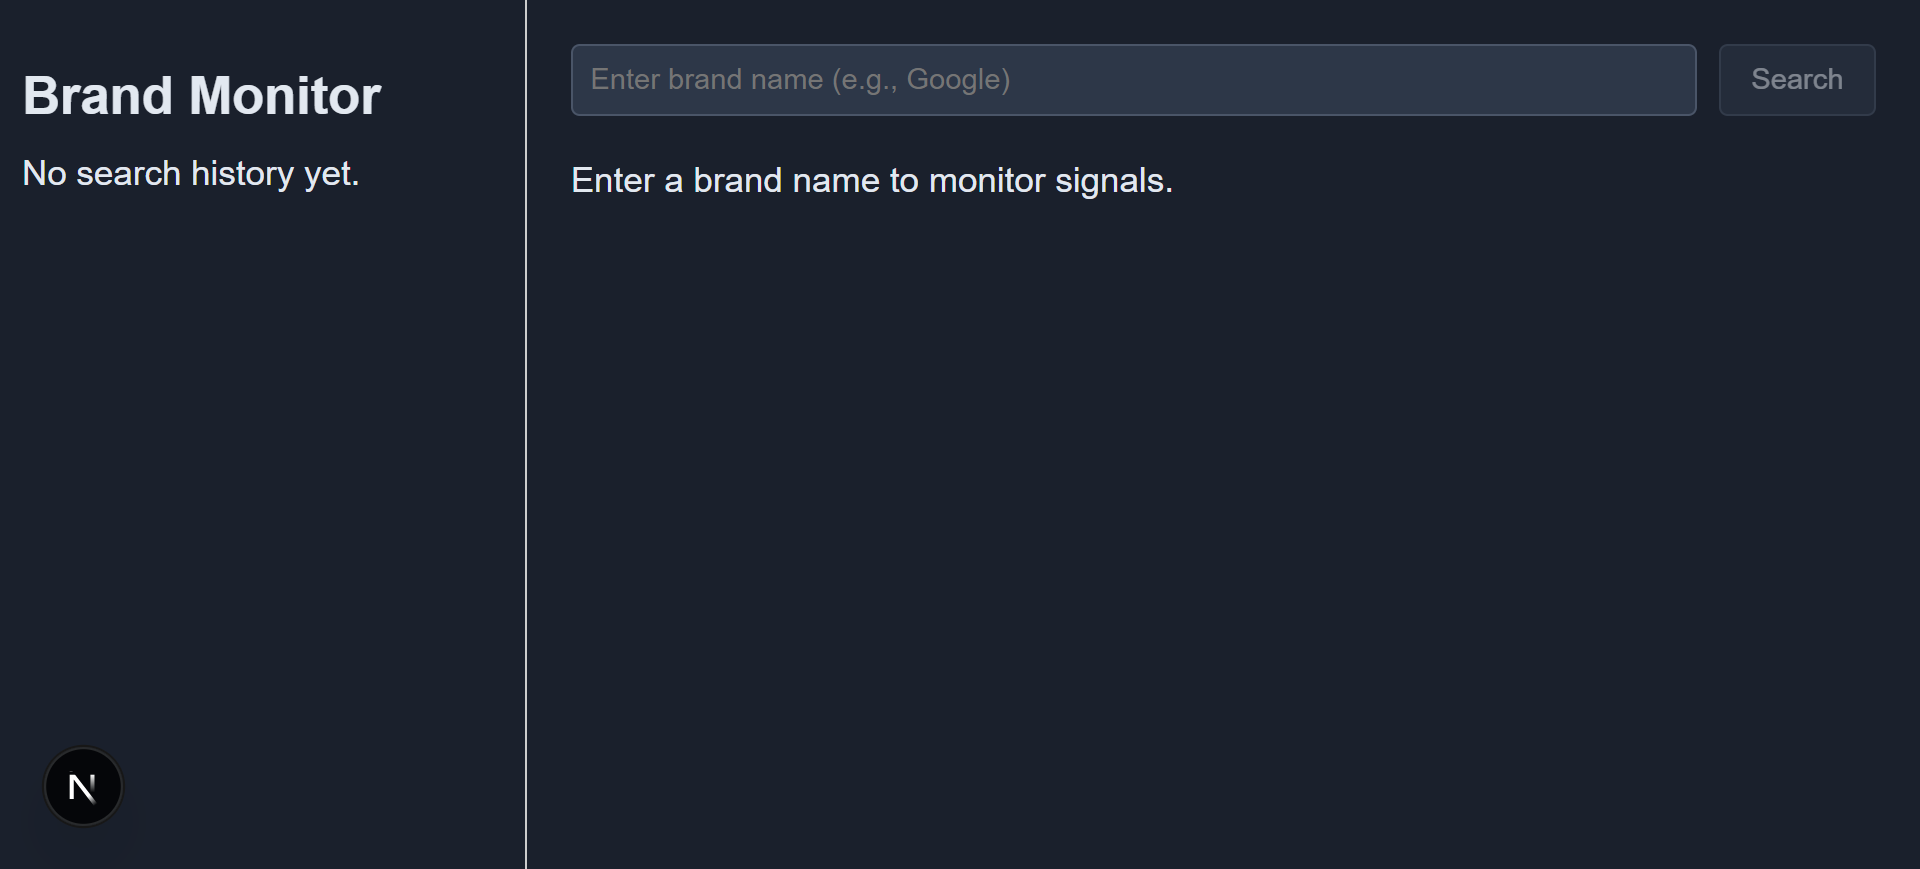 Brand Monitor
No search history yet.
Enter brand name (e.g., Google)
Search
Enter a brand name to monitor signals.
N